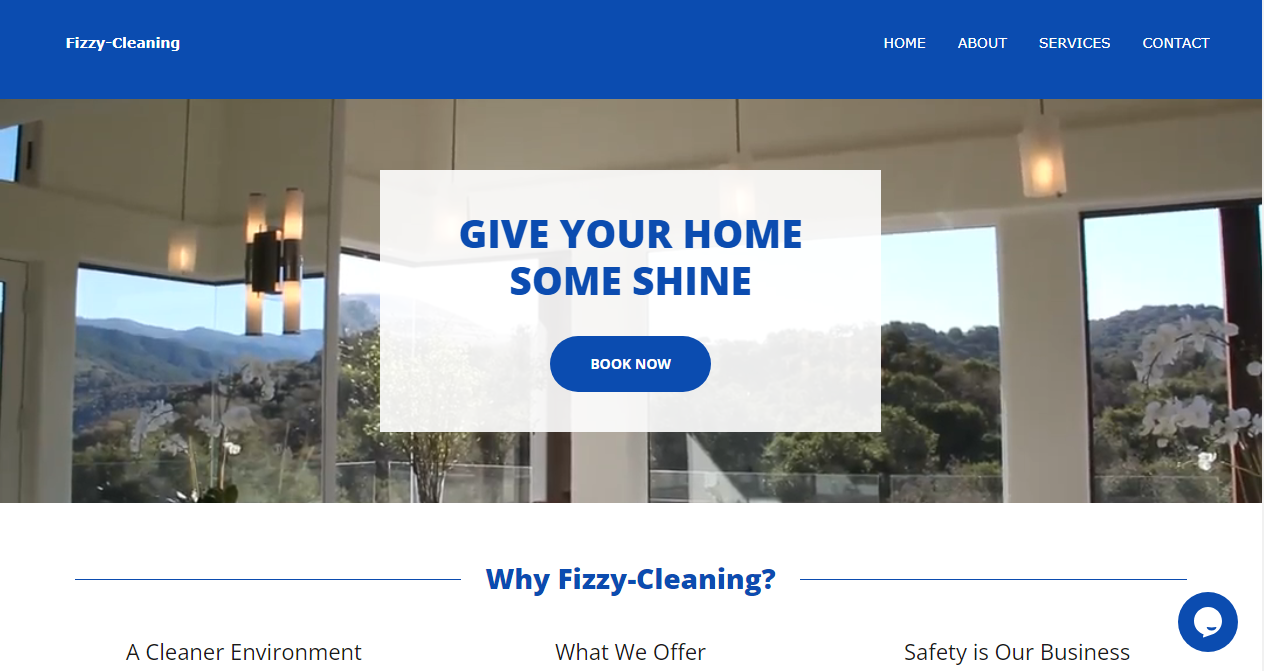 Fizzy-Cleaning
HOME ABOUT SERVICES CONTACT
GIVE YOUR HOME
SOME SHINE
BOOK NOW
Why Fizzy-Cleaning?
A Cleaner Environment
What We Offer
Safety is Our Business